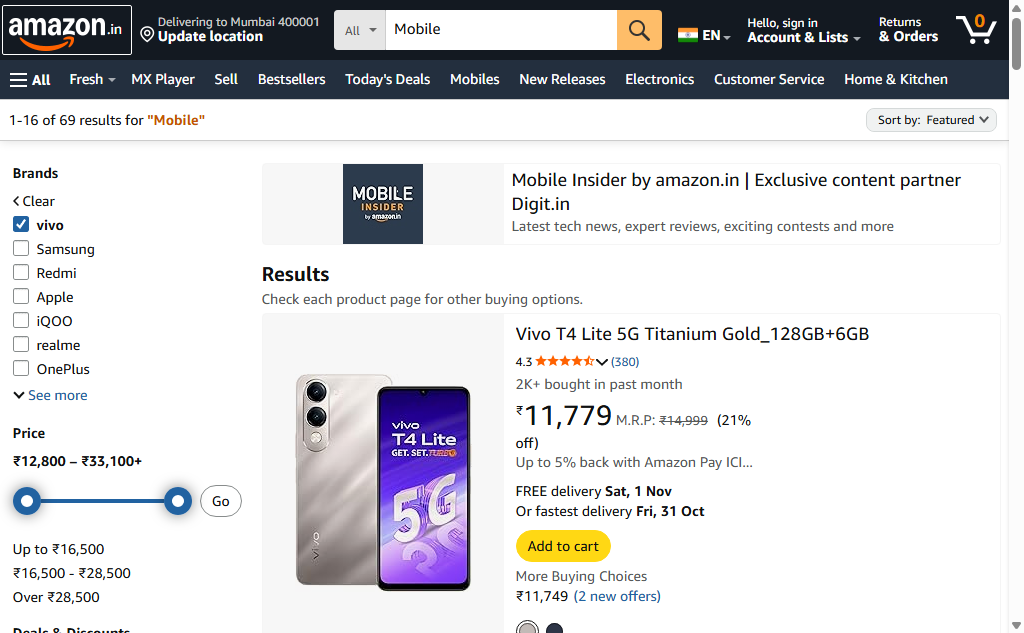 amazon.in
Delivering to Mumbai 400001
Update location
All
Mobile
EN
Hello, sign in
Account & Lists
Returns
& Orders
0
All
Fresh
MX Player
Sell
Bestsellers
Today's Deals
Mobiles
New Releases
Electronics
Customer Service
Home & Kitchen
1-16 of 69 results for "Mobile"
Sort by: Featured
Brands
Clear
vivo
Samsung
Redmi
Apple
iQOO
realme
OnePlus
See more
Price
₹12,800 – ₹33,100+
Go
Up to ₹16,500
₹16,500 - ₹28,500
Over ₹28,500
Deals & Discounts
MOBILE
INSIDER
by amazon.in
Mobile Insider by amazon.in | Exclusive content partner
Digit.in
Latest tech news, expert reviews, exciting contests and more
Results
Check each product page for other buying options.
vivo
vivo
T4 Lite
GET. SET. TURBO
5G
5G
Vivo T4 Lite 5G Titanium Gold_128GB+6GB
4.3 (380)
2K+ bought in past month
₹11,779 M.R.P: ₹14,999 (21%
off)
Up to 5% back with Amazon Pay ICI...
FREE delivery Sat, 1 Nov
Or fastest delivery Fri, 31 Oct
Add to cart
More Buying Choices
₹11,749 (2 new offers)